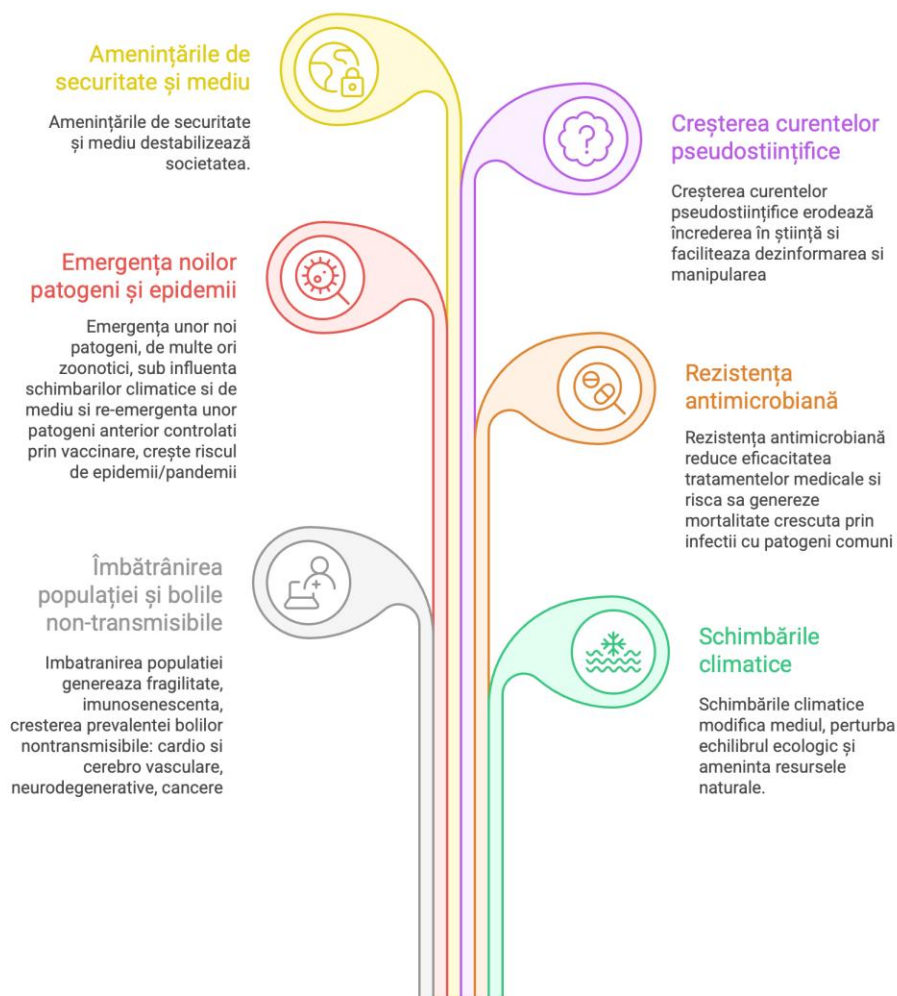 Amenințările de
securitate și mediu
Amenințările de securitate
și mediu destabilizează
societatea.
Creșterea curentelor
pseudostiințifice
Creșterea curentelor
pseudostiințifice erodează
încrederea în știință si
faciliteaza dezinformarea si
manipularea
Emergența noilor
patogeni și epidemii
Emergența unor noi
patogeni, de multe ori
zoonotici, sub influenta
schimbarilor climatice si de
mediu si re-emergenta unor
patogeni anterior controlati
prin vaccinare, crește riscul
de epidemii/pandemii
Rezistența
antimicrobiană
Rezistența antimicrobiană
reduce eficacitatea
tratamentelor medicale si
risca sa genereze
mortalitate crescuta prin
infectii cu patogeni comuni
Îmbătrânirea
populației și bolile
non-transmisibile
Imbatranirea populatiei
genereaza fragilitate,
imunosenescenta,
cresterea prevalentei bolilor
nontransmisibile: cardio si
cerebro vasculare,
neurodegenerative, cancere
Schimbările
climatice
Schimbările climatice
modifica mediul, perturba
echilibrul ecologic și
ameninta resursele
naturale.